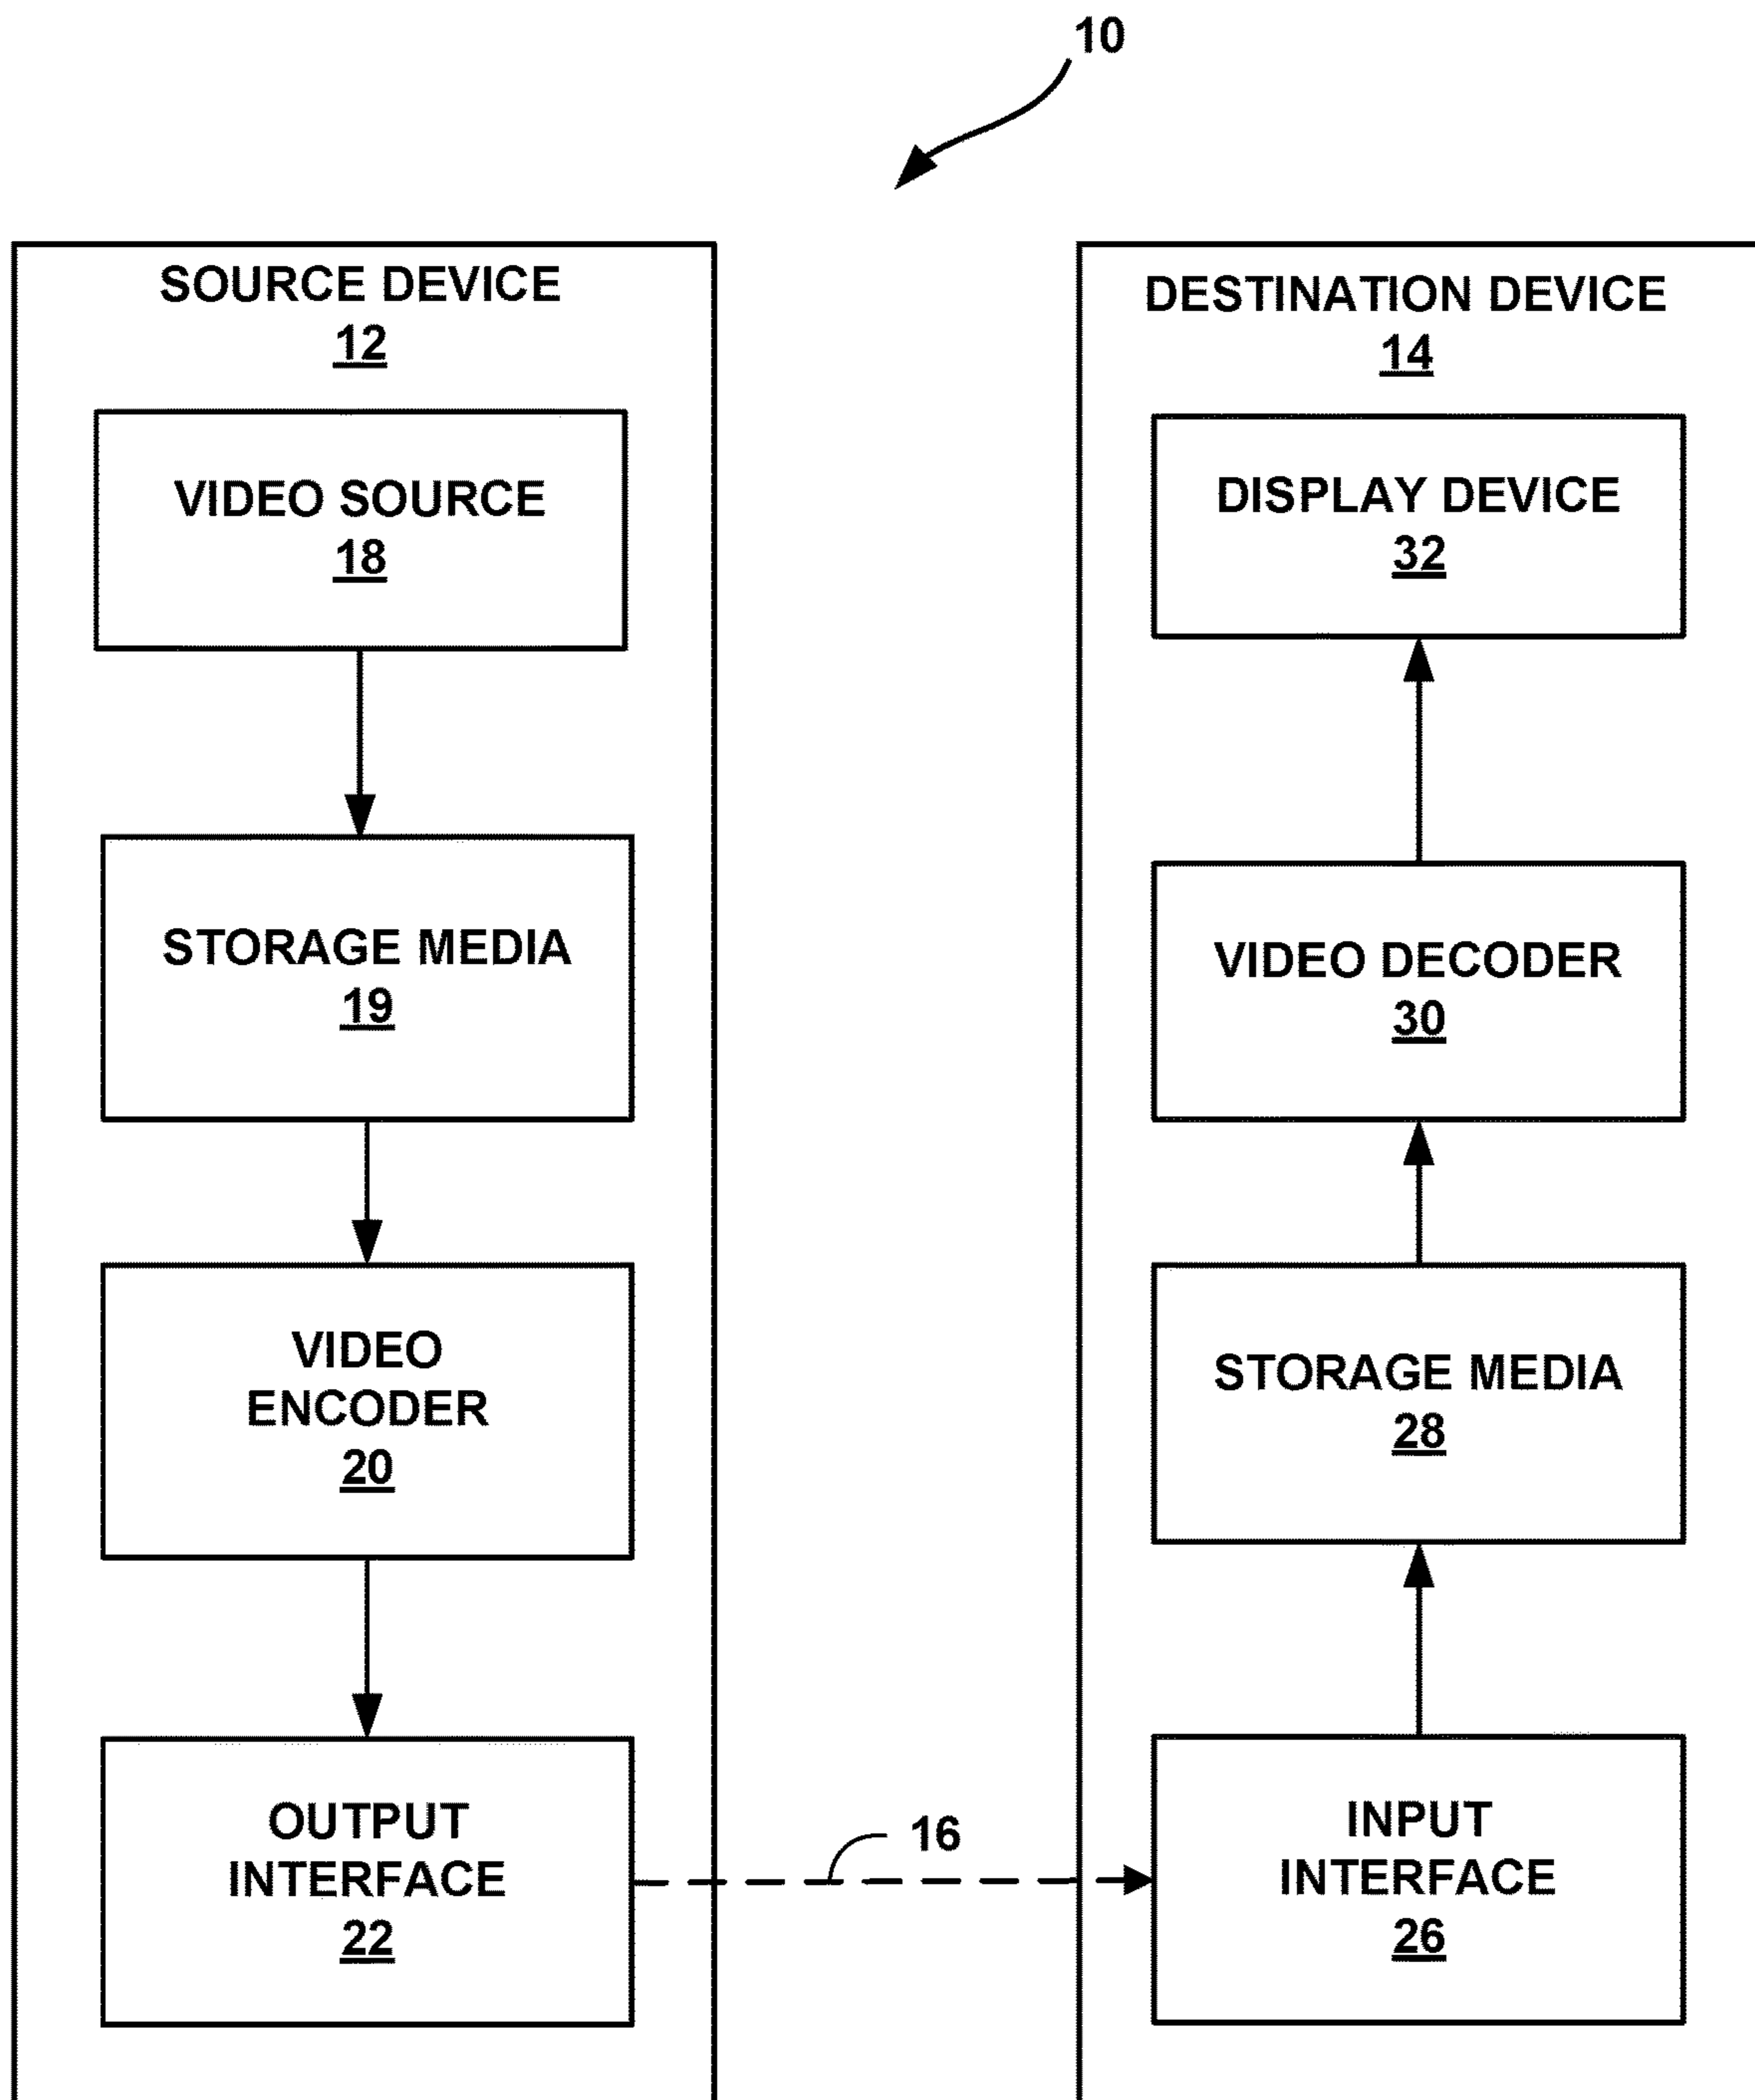 10
SOURCE DEVICE
12
VIDEO SOURCE
18
STORAGE MEDIA
19
VIDEO
ENCODER
20
OUTPUT
INTERFACE
22
16
DESTINATION DEVICE
14
DISPLAY DEVICE
32
VIDEO DECODER
30
STORAGE MEDIA
28
INPUT
INTERFACE
26